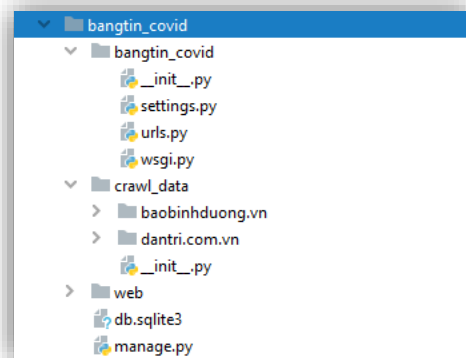 bangtin_covid
bangtin_covid
__init__.py
settings.py
urls.py
wsgi.py
crawl_data
baobinhduong.vn
dantri.com.vn
__init__.py
web
db.sqlite3
manage.py